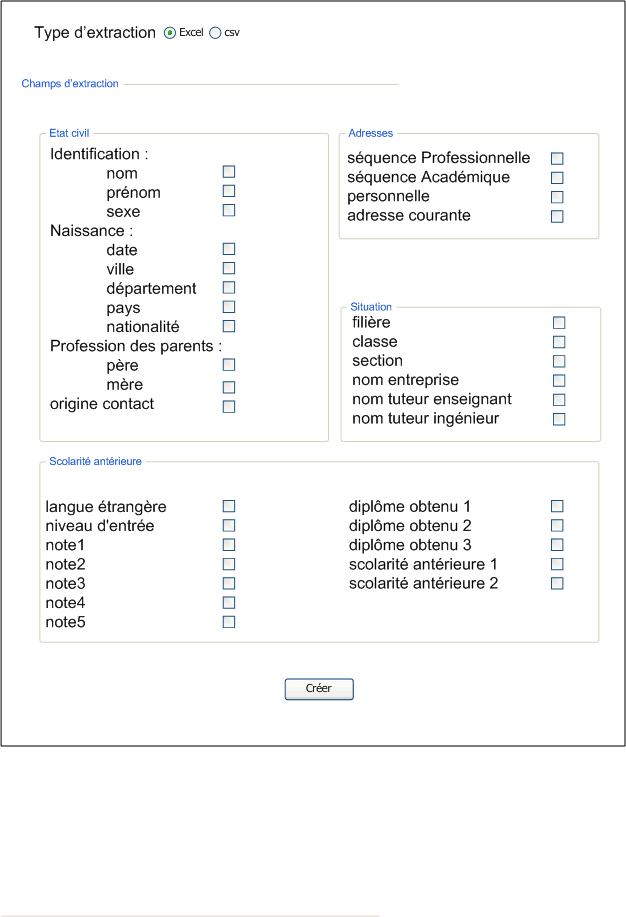 Type d'extraction Excel csv
Champs d'extraction
Etat civil
Identification :
nom
prénom
sexe
Naissance :
date
ville
département
pays
nationalité
Profession des parents :
père
mère
origine contact
Adresses
séquence Professionnelle
séquence Académique
personnelle
adresse courante
Situation
filière
classe
section
nom entreprise
nom tuteur enseignant
nom tuteur ingénieur
Scolarité antérieure
langue étrangère
niveau d'entrée
note1
note2
note3
note4
note5
diplôme obtenu 1
diplôme obtenu 2
diplôme obtenu 3
scolarité antérieure 1
scolarité antérieure 2
Créer